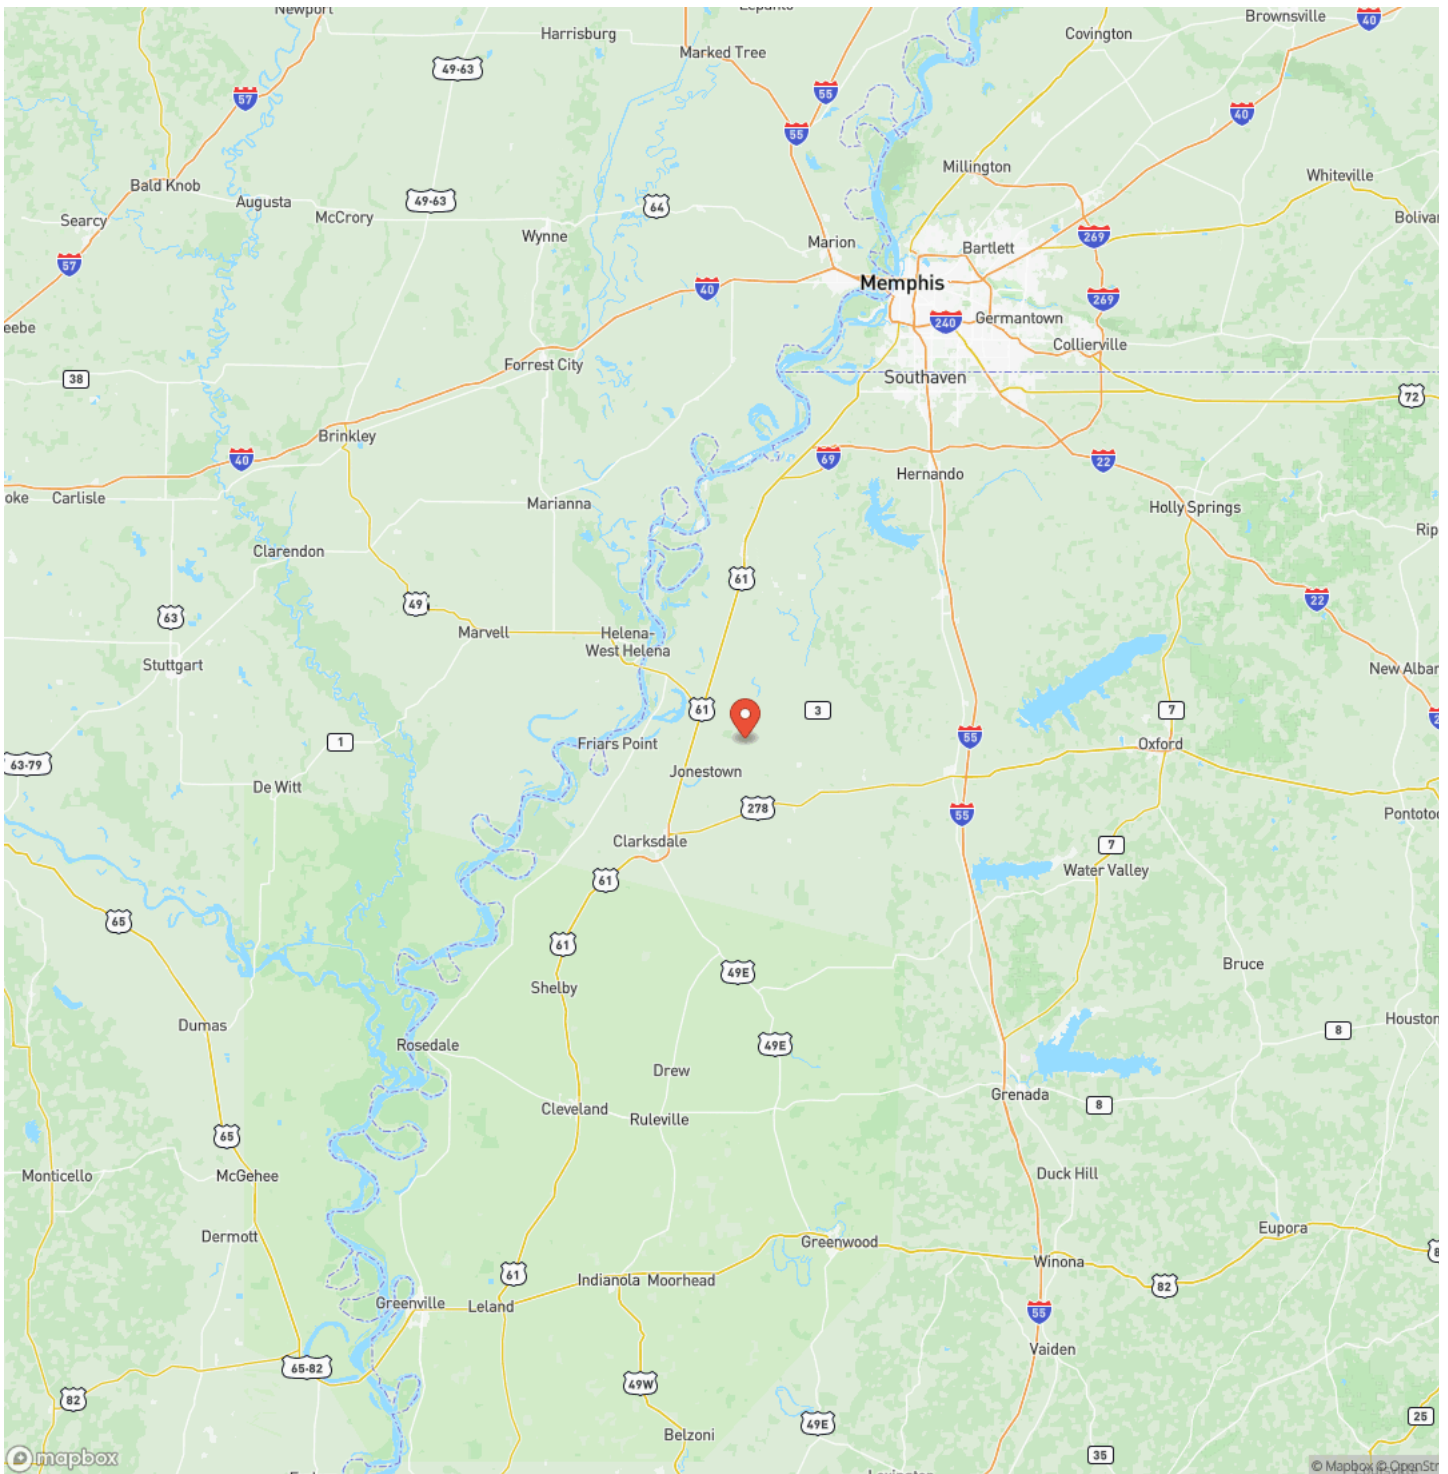 Newport
Lepanto
Brownsville
40
Harrisburg
Covington
Marked Tree
49-63
57
55
55
40
Millington
Whiteville
Bald Knob
Augusta
49-63
64
McCrory
Searcy
Bolivar
Wynne
Marion
Bartlett
269
57
40
Memphis
269
240
Germantown
eebe
Collierville
Forrest City
38
Southaven
72
Brinkley
40
69
22
Hernando
oke
Carlisle
Marianna
Holly Springs
Rip
Clarendon
61
22
63
49
Marvell
Helena-
West Helena
Stuttgart
New Alban
61
3
7
1
Friars Point
55
Oxford
63-79
Jonestown
De Witt
278
55
Pontotoc
Clarksdale
7
Water Valley
61
65
61
Bruce
49E
Shelby
Dumas
Houston
8
Rosedale
49E
Drew
Grenada
8
Cleveland
Ruleville
65
Monticello
McGehee
Duck Hill
Dermott
Eupora
Greenwood
Winona
61
Indianola
Moorhead
82
Greenville
Leland
55
Vaiden
65-82
49W
82
49E
25
Belzoni
35
mapbox
© Mapbox © OpenStr